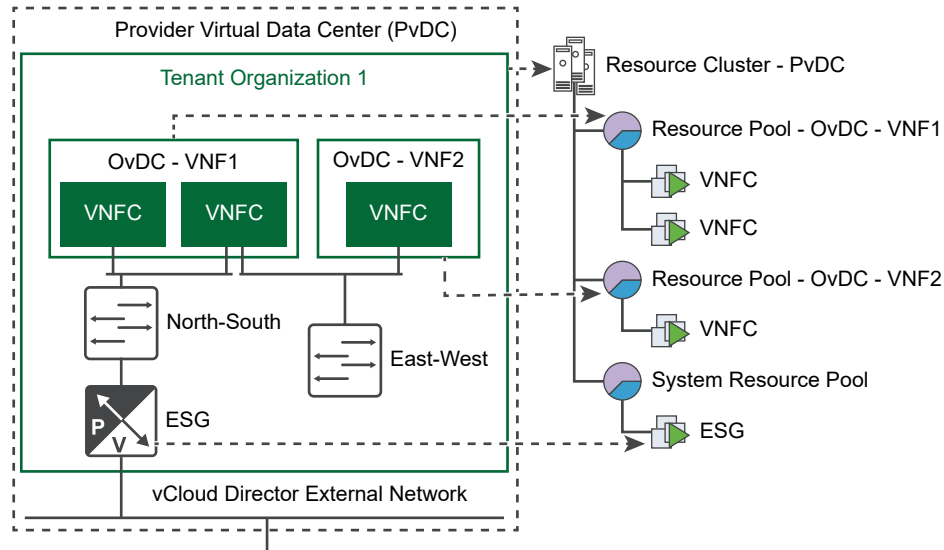 Provider Virtual Data Center (PvDC)
Tenant Organization 1
OvDC - VNF1
VNFC
VNFC
OvDC - VNF2
VNFC
North-South
East-West
ESG
P
V
vCloud Director External Network
Resource Cluster - PvDC
Resource Pool - OvDC - VNF1
VNFC
VNFC
Resource Pool - OvDC - VNF2
VNFC
System Resource Pool
ESG